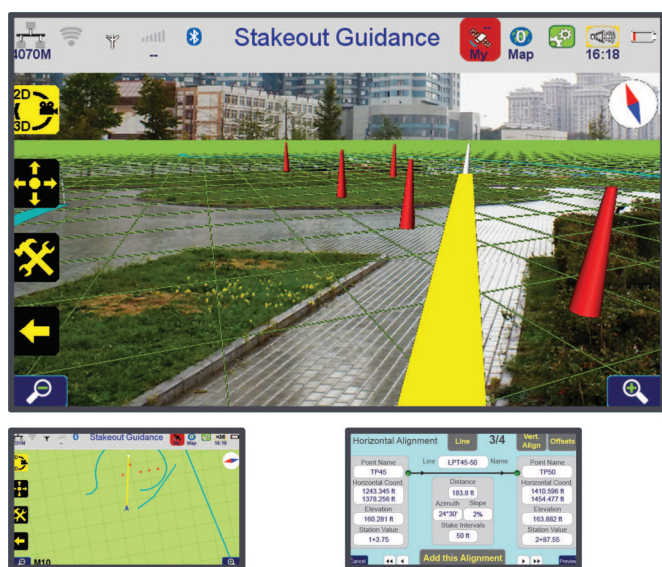 Stakeout Guidance
4070M
--
My
0
Map
16:18
2D
3D
Stakeout Guidance
My
Map
16:19
A
M10
Horizontal Alignment
Line
3/4
Vert. Align
Offsets
Point Name
TP45
Line
LPT45-50
Name
Point Name
TP50
Horizontal Coord.
1243.345 ft
1378.256 ft
Distance
183.8 ft
Horizontal Coord.
1410.596 ft
1454.477 ft
Azimuth
Slope
24°30'
2%
Elevation
160.281 ft
Elevation
163.882 ft
Stake Intervals
50 ft
Station Value
1+3.75
Station Value
2+87.55
Cancel
Add this Alignment
Preview